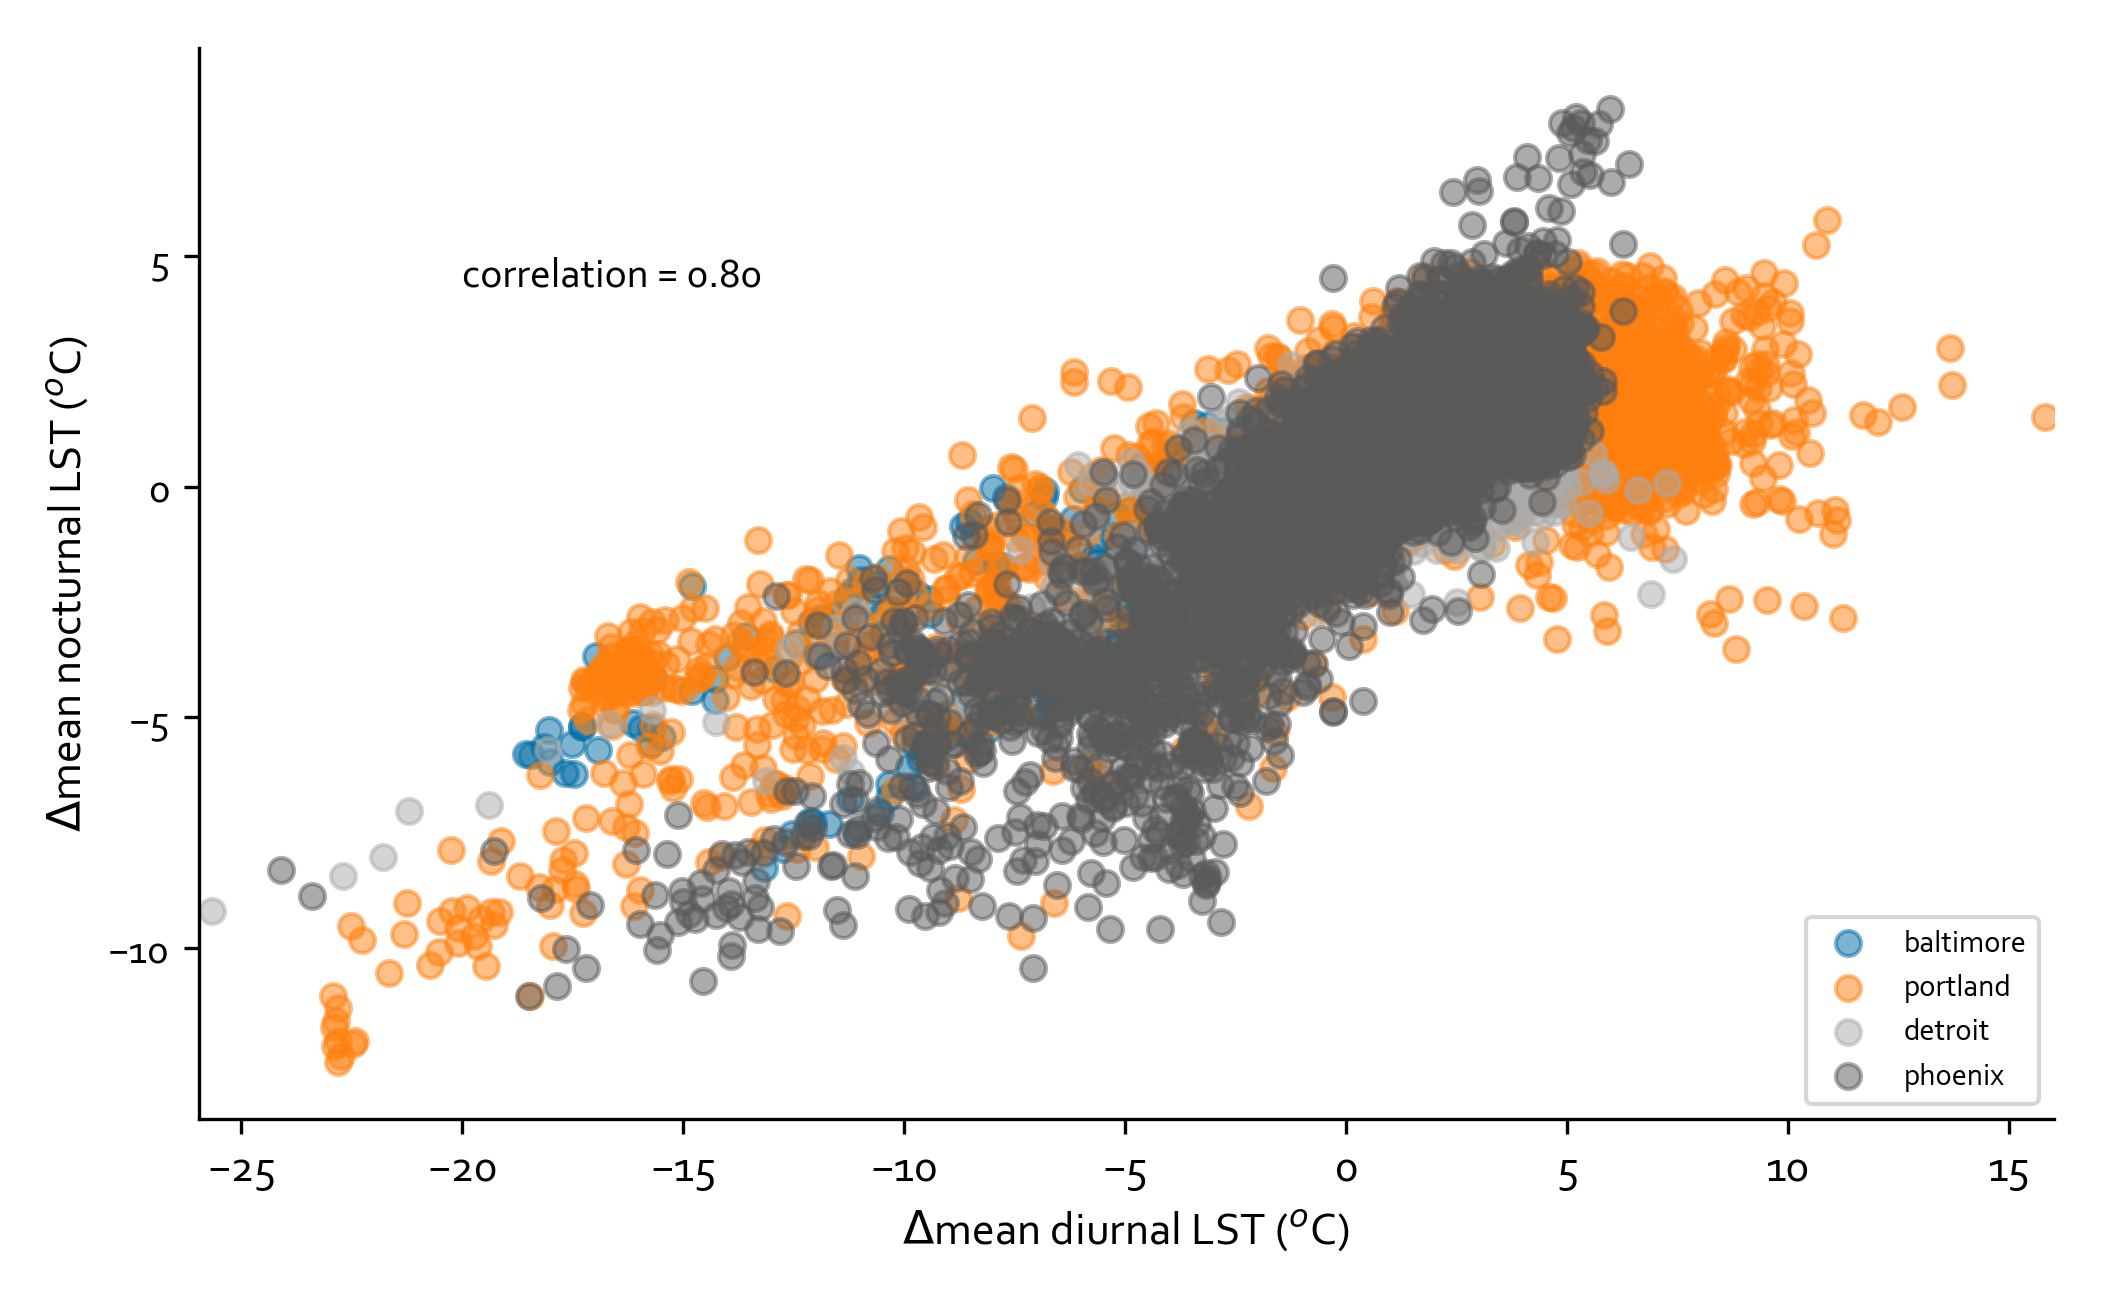 correlation = 0.80
Δmean nocturnal LST (°C)
5
0
−5
−10
−25
−20
−15
−10
−5
0
5
10
15
Δmean diurnal LST (°C)
baltimore
portland
detroit
phoenix